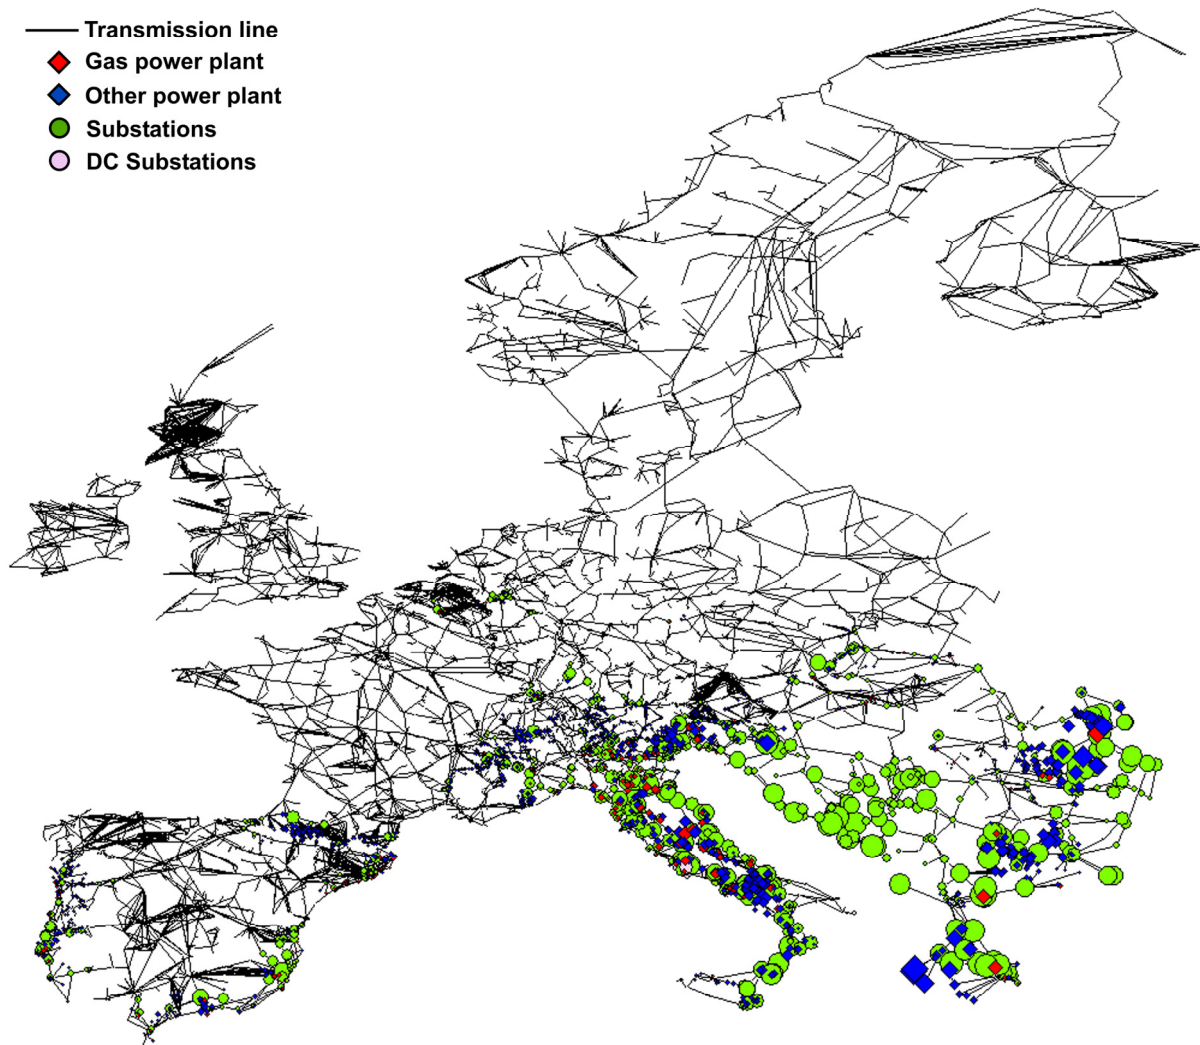 Transmission line
Gas power plant
Other power plant
Substations
DC Substations